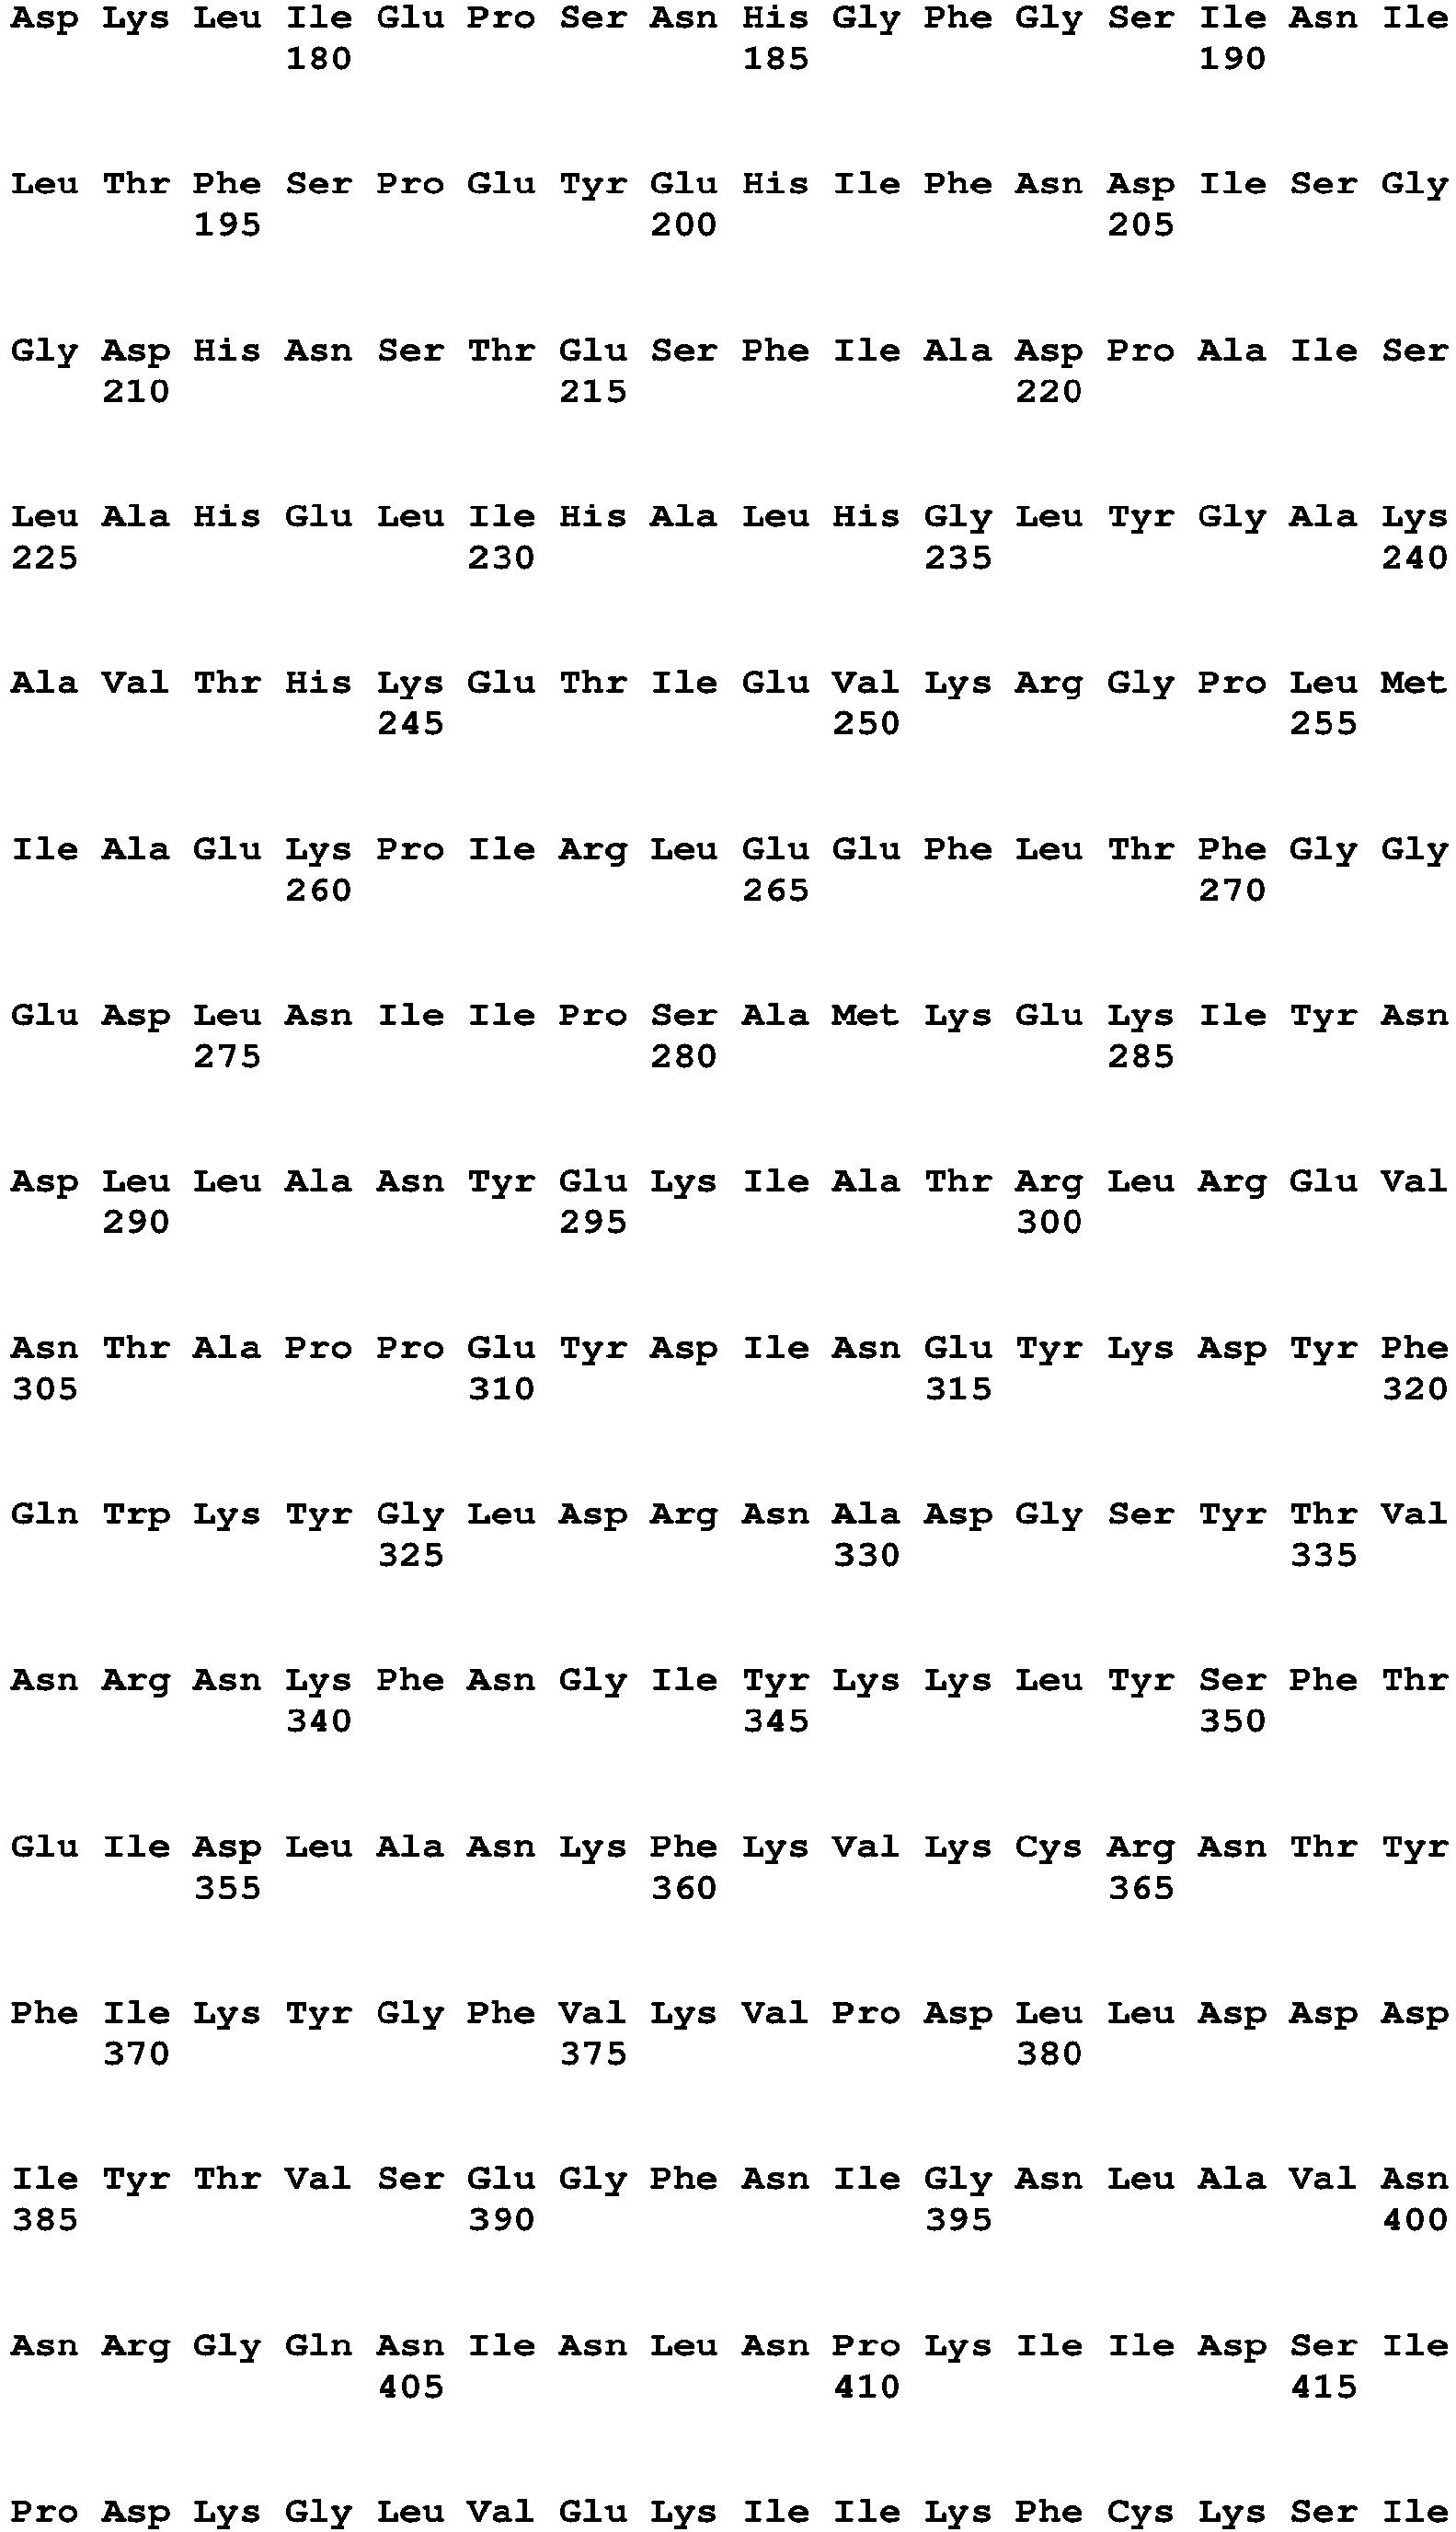 Asp Lys Leu Ile Glu Pro Ser Asn His Gly Phe Gly Ser Ile Asn Ile
180 185 190
Leu Thr Phe Ser Pro Glu Tyr Glu His Ile Phe Asn Asp Ile Ser Gly
195 200 205
Gly Asp His Asn Ser Thr Glu Ser Phe Ile Ala Asp Pro Ala Ile Ser
210 215 220
Leu Ala His Glu Leu Ile His Ala Leu His Gly Leu Tyr Gly Ala Lys
225 230 235 240
Ala Val Thr His Lys Glu Thr Ile Glu Val Lys Arg Gly Pro Leu Met
245 250 255
Ile Ala Glu Lys Pro Ile Arg Leu Glu Glu Phe Leu Thr Phe Gly Gly
260 265 270
Glu Asp Leu Asn Ile Ile Pro Ser Ala Met Lys Glu Lys Ile Tyr Asn
275 280 285
Asp Leu Leu Ala Asn Tyr Glu Lys Ile Ala Thr Arg Leu Arg Glu Val
290 295 300
Asn Thr Ala Pro Pro Glu Tyr Asp Ile Asn Glu Tyr Lys Asp Tyr Phe
305 310 315 320
Gln Trp Lys Tyr Gly Leu Asp Arg Asn Ala Asp Gly Ser Tyr Thr Val
325 330 335
Asn Arg Asn Lys Phe Asn Gly Ile Tyr Lys Lys Leu Tyr Ser Phe Thr
340 345 350
Glu Ile Asp Leu Ala Asn Lys Phe Lys Val Lys Cys Arg Asn Thr Tyr
355 360 365
Phe Ile Lys Tyr Gly Phe Val Lys Val Pro Asp Leu Leu Asp Asp Asp
370 375 380
Ile Tyr Thr Val Ser Glu Gly Phe Asn Ile Gly Asn Leu Ala Val Asn
385 390 395 400
Asn Arg Gly Gln Asn Ile Asn Leu Asn Pro Lys Ile Ile Asp Ser Ile
405 410 415
Pro Asp Lys Gly Leu Val Glu Lys Ile Ile Lys Phe Cys Lys Ser Ile